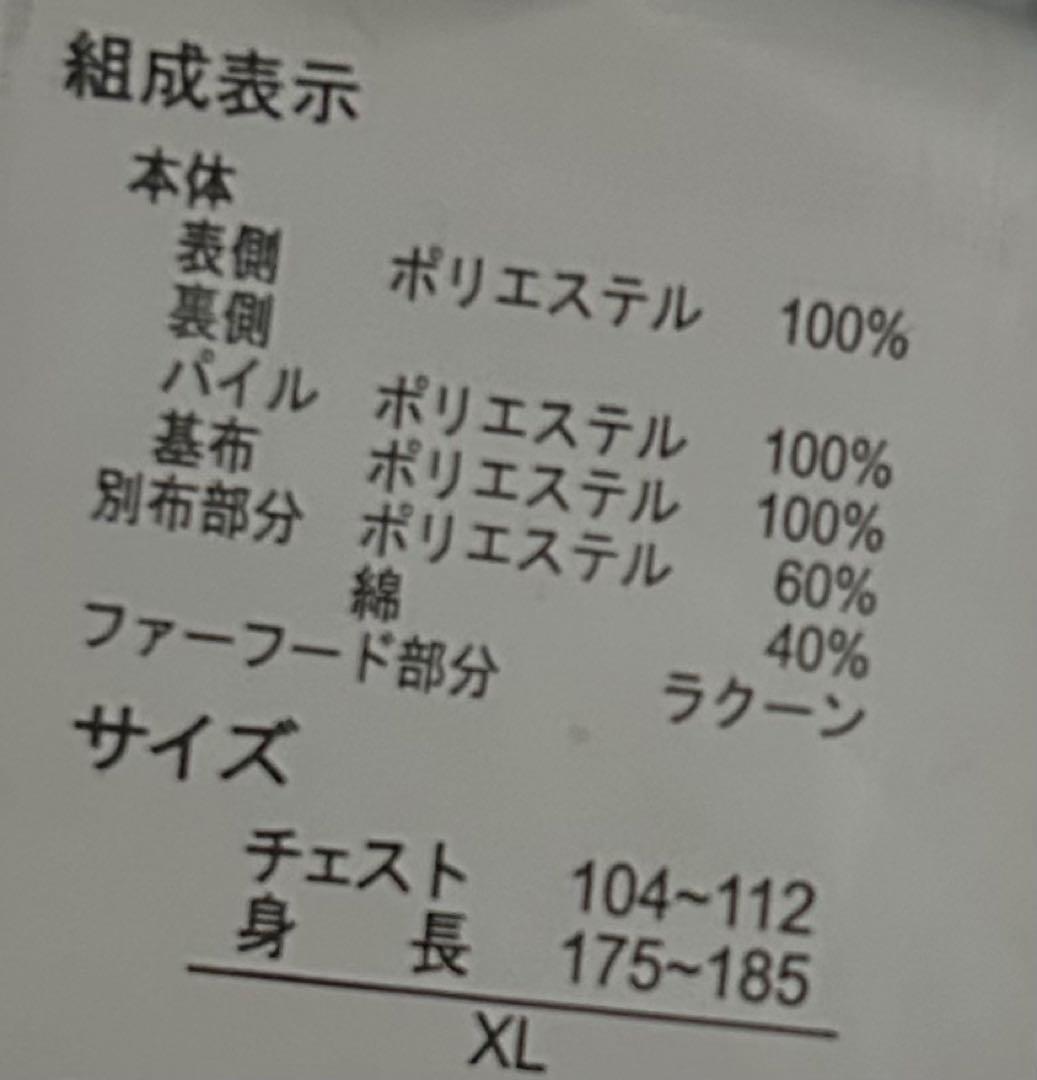 組成表示
本体
表側 ポリエステル 100%
裏側
パイル ポリエステル 100%
基布 ポリエステル 100%
別布部分 ポリエステル 60%
綿 40%
ファーフード部分 ラクーン
サイズ
チェスト 104~112
身長 175~185
XL